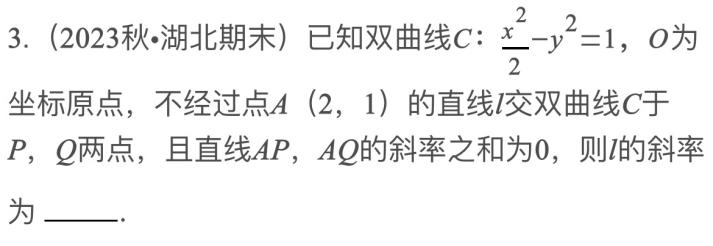 3.（2023秋•湖北期末）已知双曲线C：x²/2−y²=1，O为
坐标原点，不经过点A（2，1）的直线l交双曲线C于
P，Q两点，且直线AP，AQ的斜率之和为0，则l的斜率
为 _____.